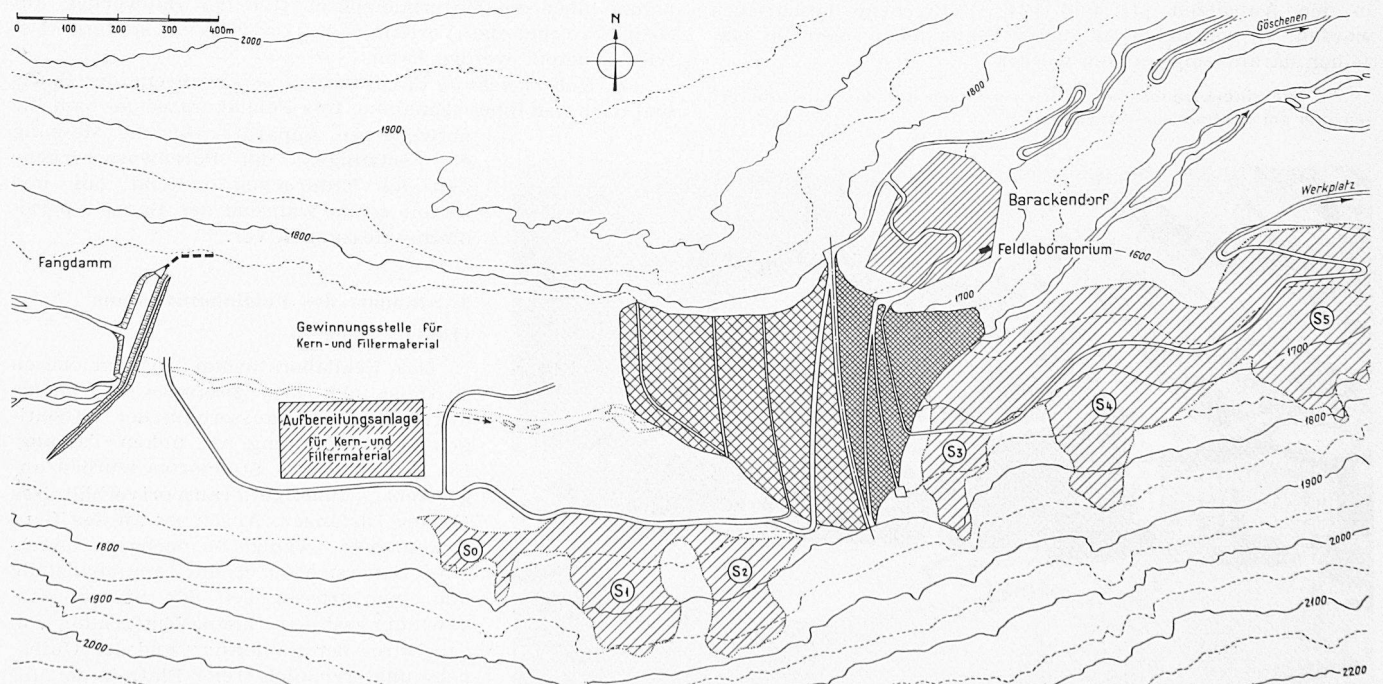 0 100 200 300 400m
N
2000
Göschenen
1800
1900
Werkplatz
Barackendorf
1800
Feldlaboratorium
1600
Fangdamm
1700
Gewinnungsstelle für
Kern- und Filtermaterial
S5
1700
Aufbereitungsanlage
für Kern- und
Filtermaterial
S4
1800
S3
1900
1800
S0
2000
S2
S1
1900
2100
2000
2200